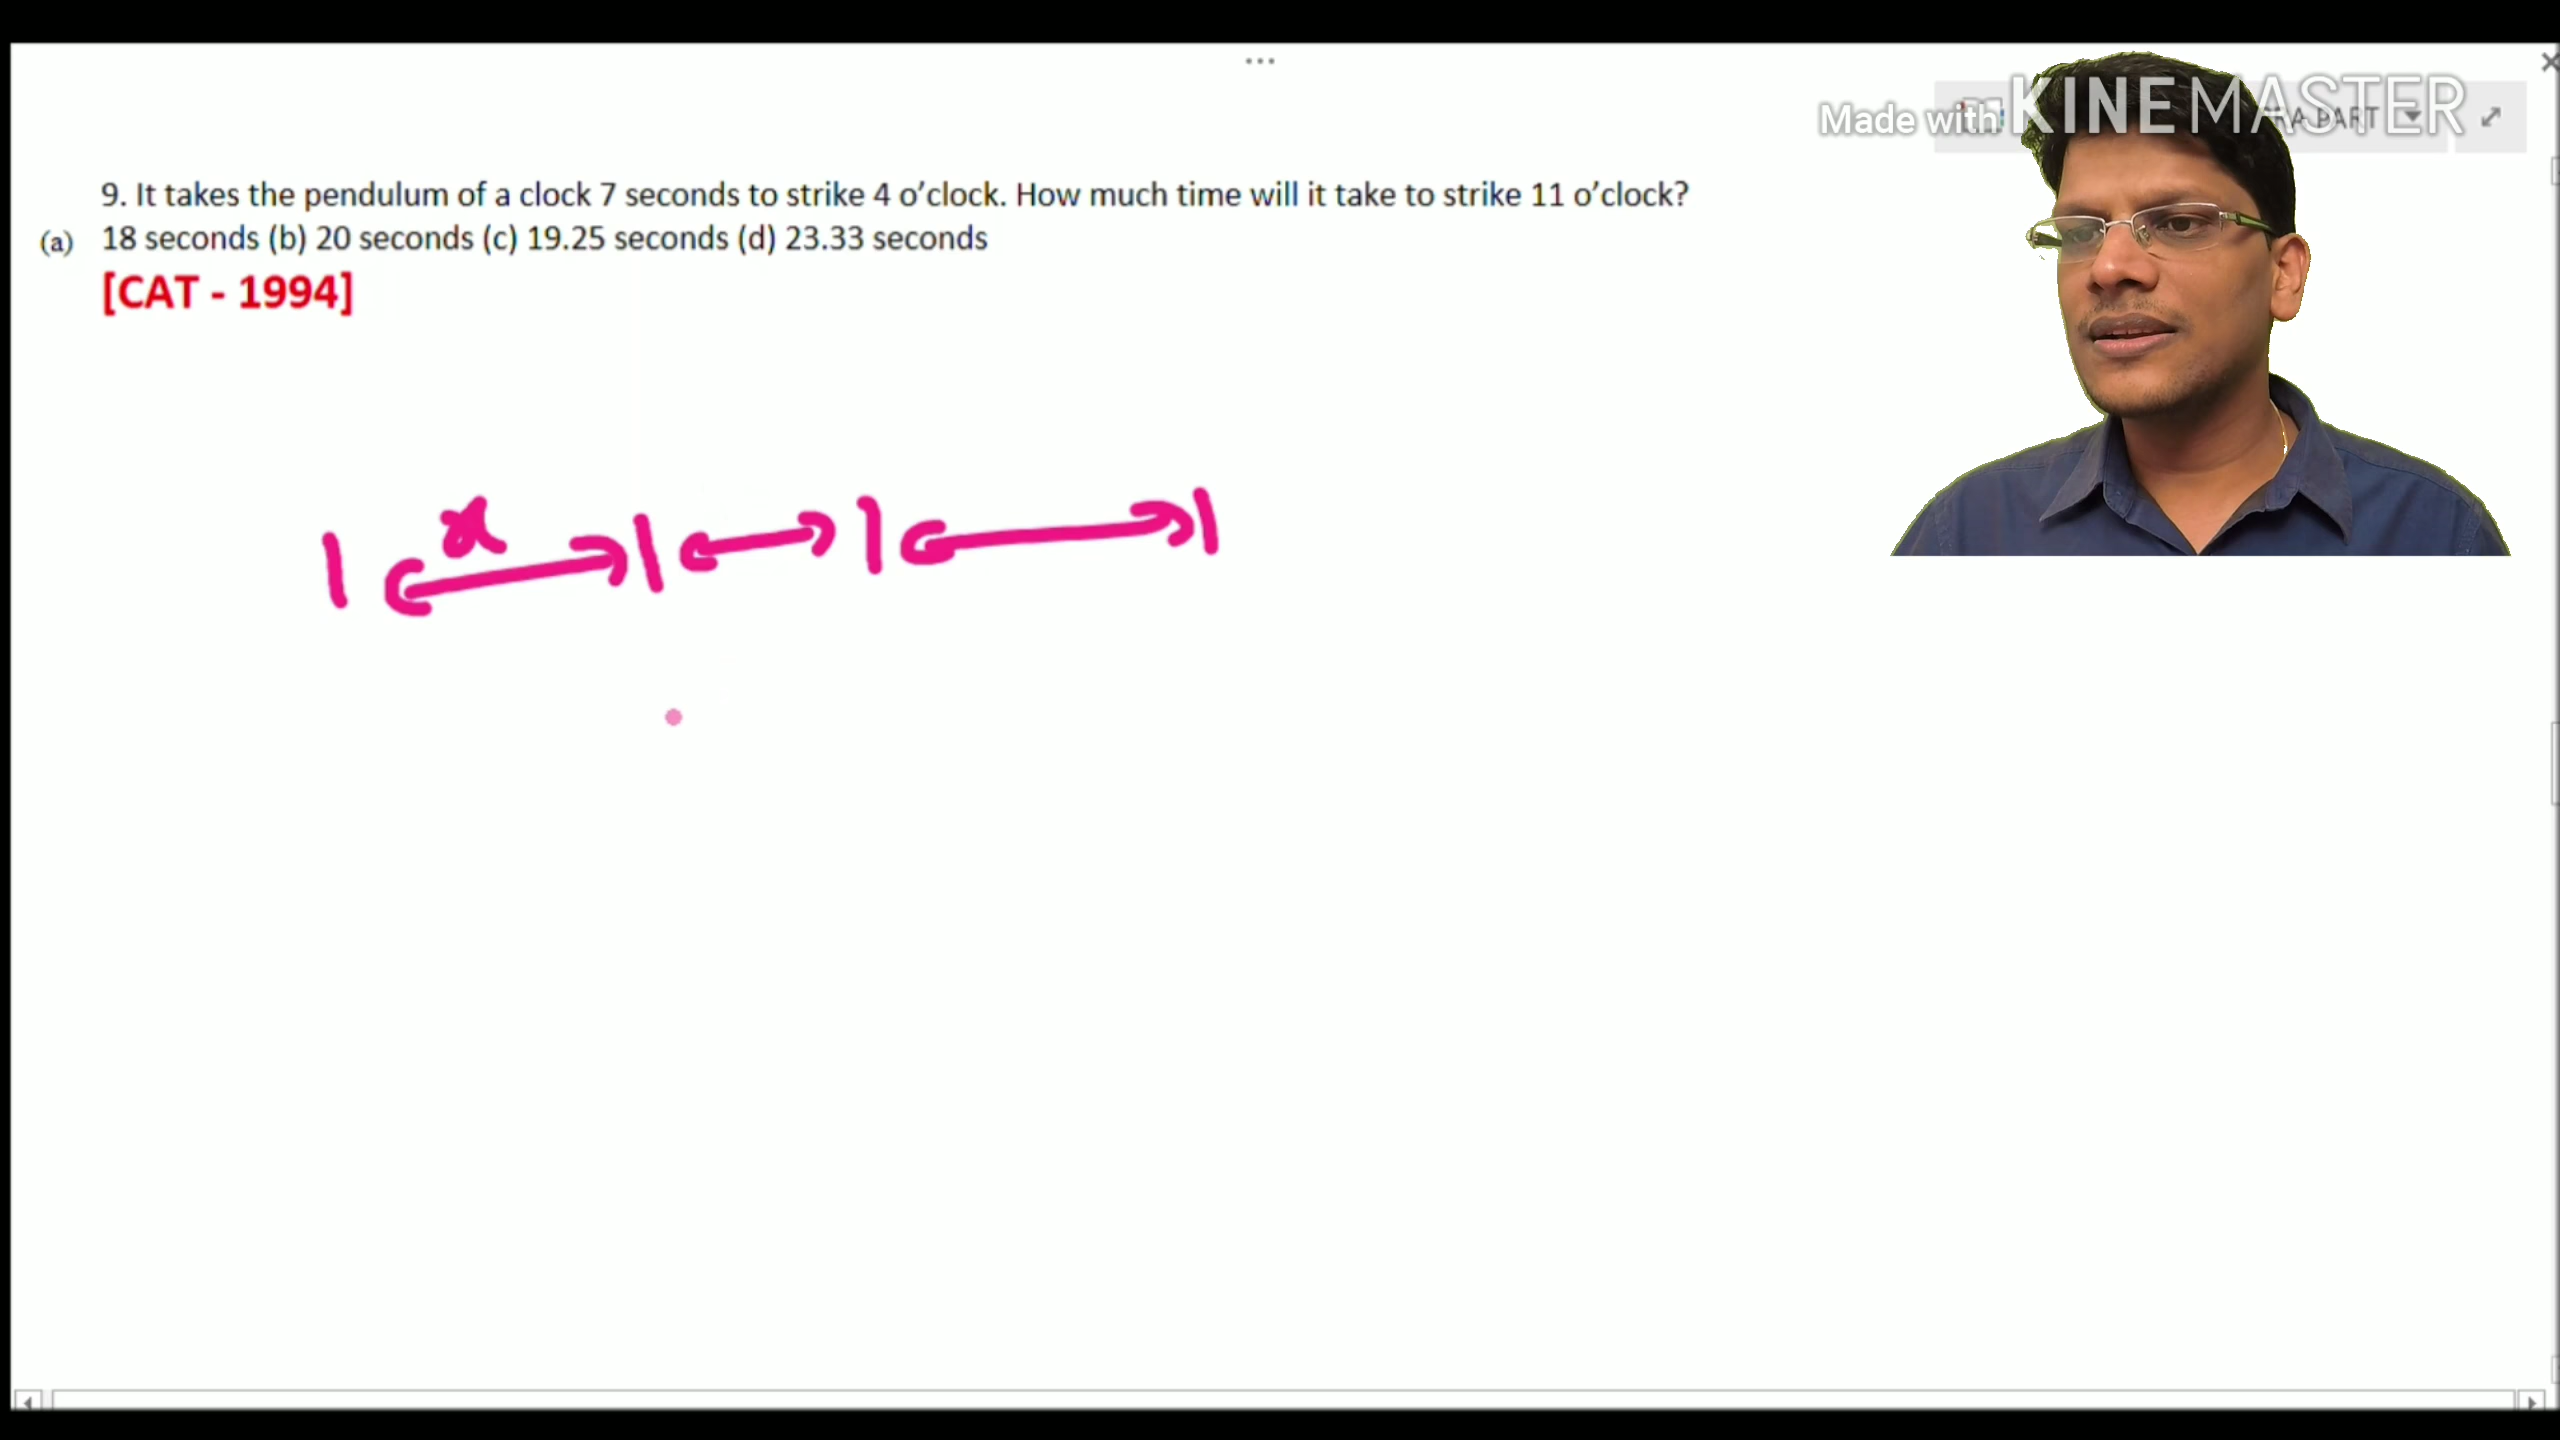 ...
Made with KINEMASTER
9. It takes the pendulum of a clock 7 seconds to strike 4 o’clock. How much time will it take to strike 11 o’clock?
(a) 18 seconds (b) 20 seconds (c) 19.25 seconds (d) 23.33 seconds
[CAT - 1994]
x